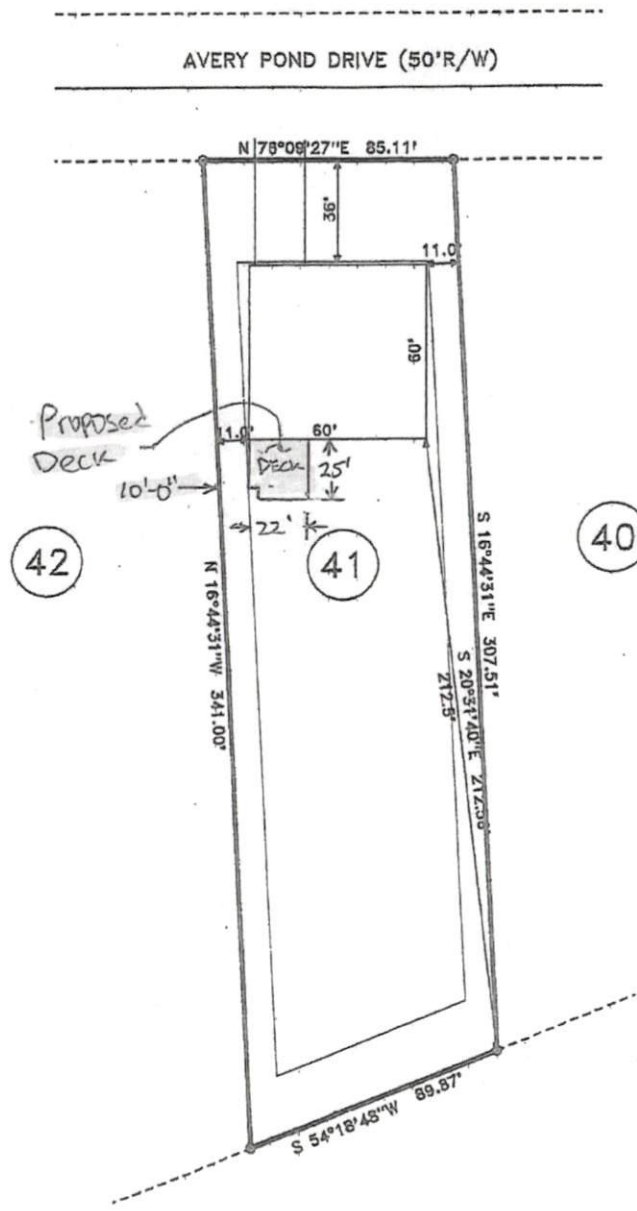 AVERY POND DRIVE (50'R/W)
N 76°09'27"E 85.11'
36'
11.0'
60'
Proposed
Deck
11.0'
60'
DECK
25'
10'-0"
22'
42
41
40
N 16°44'31"W 341.00'
S 16°44'31"E 307.51'
S 20°31'40"E 212.50'
212.5'
S 54°18'48"W 89.87'